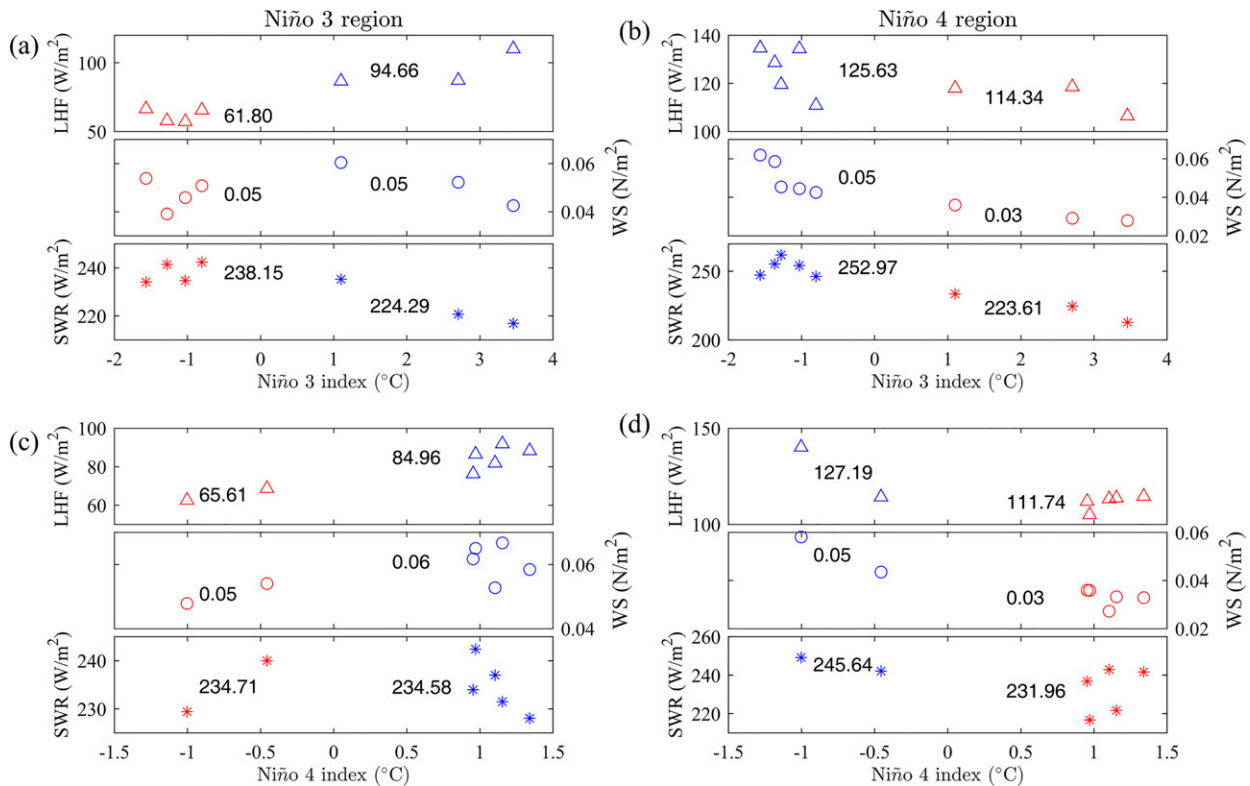 Niño 3 region
Niño 4 region
(a)
LHF (W/m²)
100
50
61.80
94.66
WS (N/m²)
0.06
0.04
0.05
0.05
SWR (W/m²)
240
220
238.15
224.29
-2 -1 0 1 2 3 4
Niño 3 index (°C)
(b)
LHF (W/m²)
140
120
100
125.63
114.34
WS (N/m²)
0.06
0.04
0.02
0.05
0.03
SWR (W/m²)
250
200
252.97
223.61
-2 -1 0 1 2 3 4
Niño 3 index (°C)
(c)
LHF (W/m²)
100
80
60
65.61
84.96
WS (N/m²)
0.06
0.04
0.05
0.06
SWR (W/m²)
240
230
234.71
234.58
-1.5 -1 -0.5 0 0.5 1 1.5
Niño 4 index (°C)
(d)
LHF (W/m²)
150
100
127.19
111.74
WS (N/m²)
0.06
0.04
0.02
0.05
0.03
SWR (W/m²)
260
240
220
245.64
231.96
-1.5 -1 -0.5 0 0.5 1 1.5
Niño 4 index (°C)